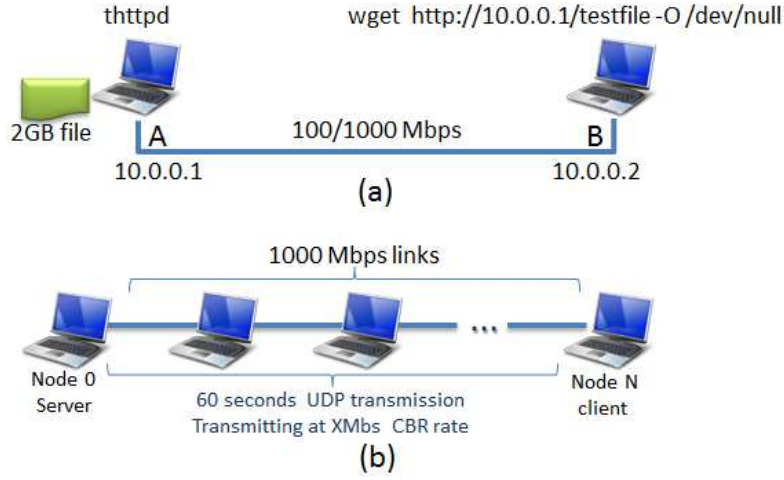 thttpd
wget http://10.0.0.1/testfile -O /dev/null
2GB file
A
100/1000 Mbps
B
10.0.0.1
10.0.0.2
(a)
1000 Mbps links
...
Node 0
Server
Node N
client
60 seconds UDP transmission
Transmitting at XMbs CBR rate
(b)